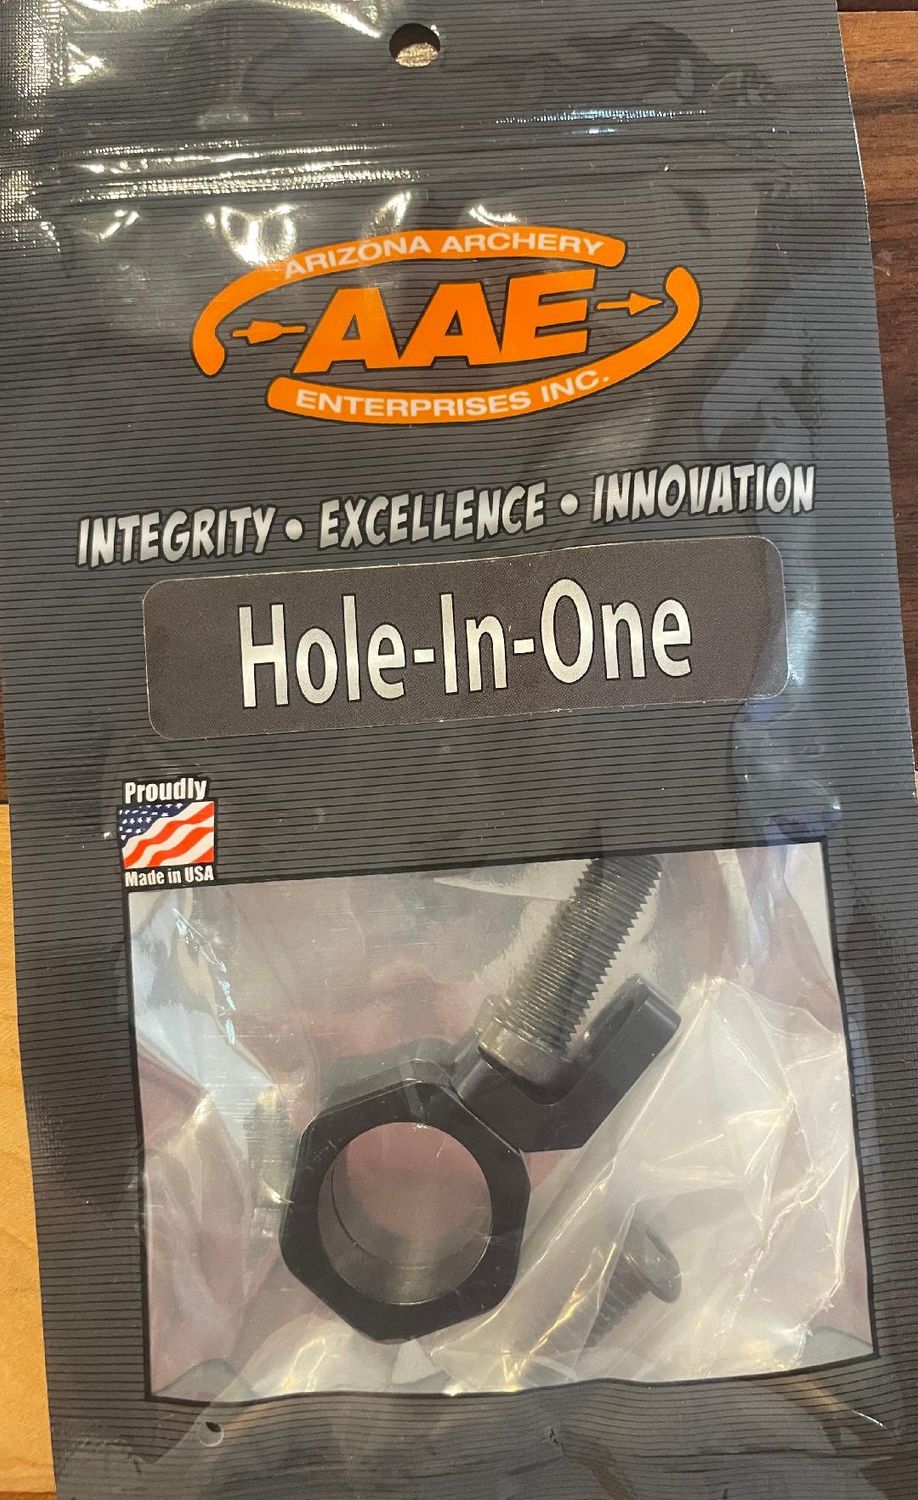 ARIZONA ARCHERY
AAE
ENTERPRISES INC.
INTEGRITY • EXCELLENCE • INNOVATION
Hole-In-One
Proudly
Made in USA